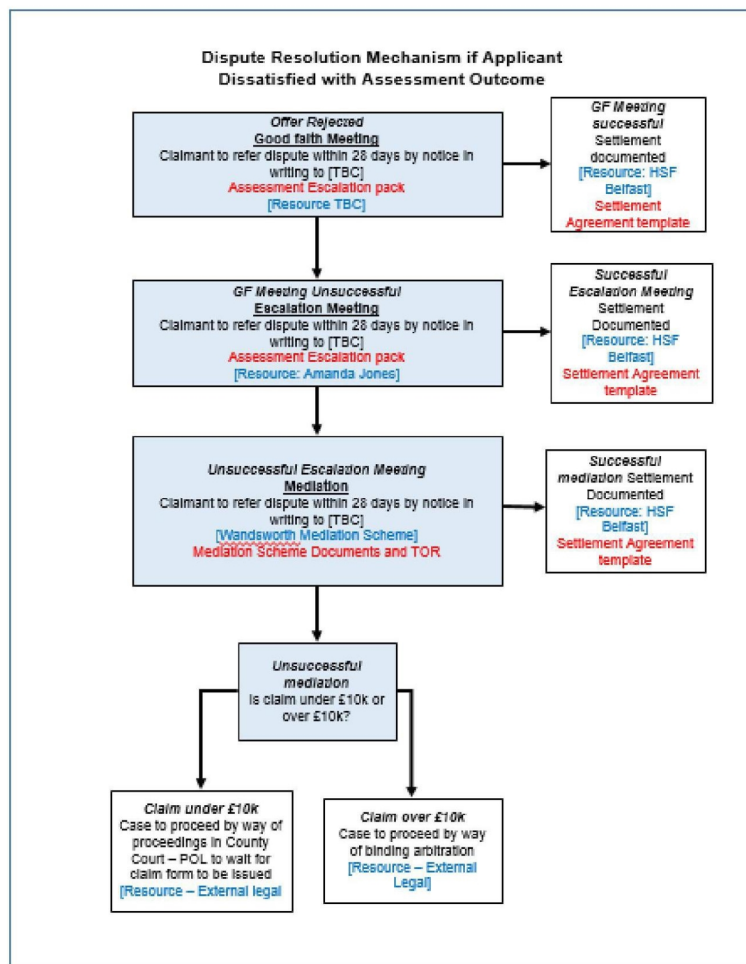 Dispute Resolution Mechanism if Applicant
Dissatisfied with Assessment Outcome
Offer Rejected
Good faith Meeting
Claimant to refer dispute within 28 days by notice in
writing to [TBC]
Assessment Escalation pack
[Resource TBC]
GF Meeting
successful
Settlement
documented
[Resource: HSF
Belfast]
Settlement
Agreement template
GF Meeting Unsuccessful
Escalation Meeting
Claimant to refer dispute within 28 days by notice in
writing to [TBC]
Assessment Escalation pack
[Resource: Amanda Jones]
Successful
Escalation Meeting
Settlement
Documented
[Resource: HSF
Belfast]
Settlement Agreement
template
Unsuccessful Escalation Meeting
Mediation
Claimant to refer dispute within 28 days by notice in
writing to [TBC]
[Wandsworth Mediation Scheme]
Mediation Scheme Documents and TOR
Successful
mediation Settlement
Documented
[Resource: HSF
Belfast]
Settlement Agreement
template
Unsuccessful
mediation
Is claim under £10k or
over £10k?
Claim under £10k
Case to proceed by way of
proceedings in County
Court – POL to wait for
claim form to be issued
[Resource – External legal
Claim over £10k
Case to proceed by way
of binding arbitration
[Resource – External
Legal]